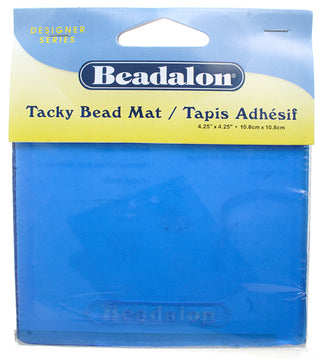 DESIGNER
SERIES
Beadalon
Tacky Bead Mat / Tapis Adhésif
4.25" x 4.25" • 10.8cm x 10.8cm
Beadalon